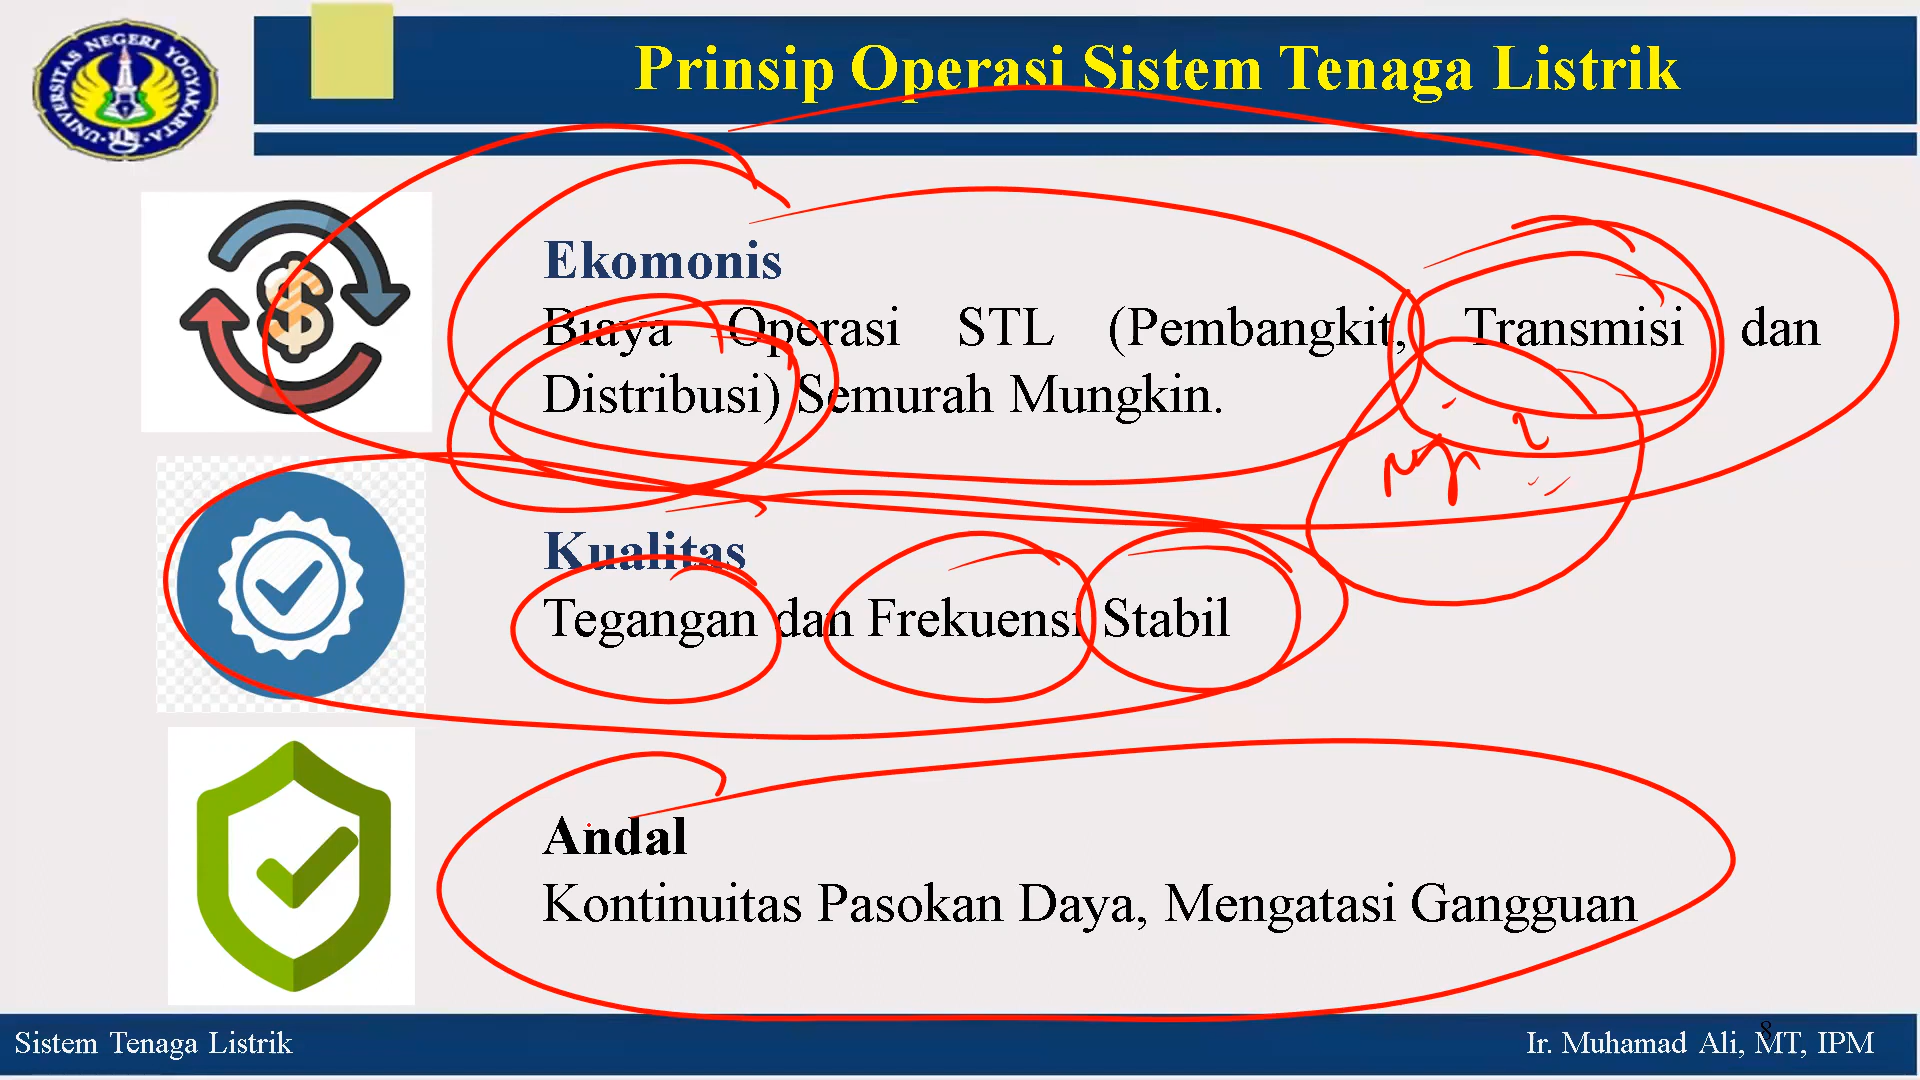 UNIVERSITAS NEGERI YOGYAKARTA
Prinsip Operasi Sistem Tenaga Listrik
Ekomonis
Biaya Operasi STL (Pembangkit, Transmisi dan
Distribusi) Semurah Mungkin.
Kualitas
Tegangan dan Frekuensi Stabil
Andal
Kontinuitas Pasokan Daya, Mengatasi Gangguan
Sistem Tenaga Listrik
8
Ir. Muhamad Ali, MT, IPM